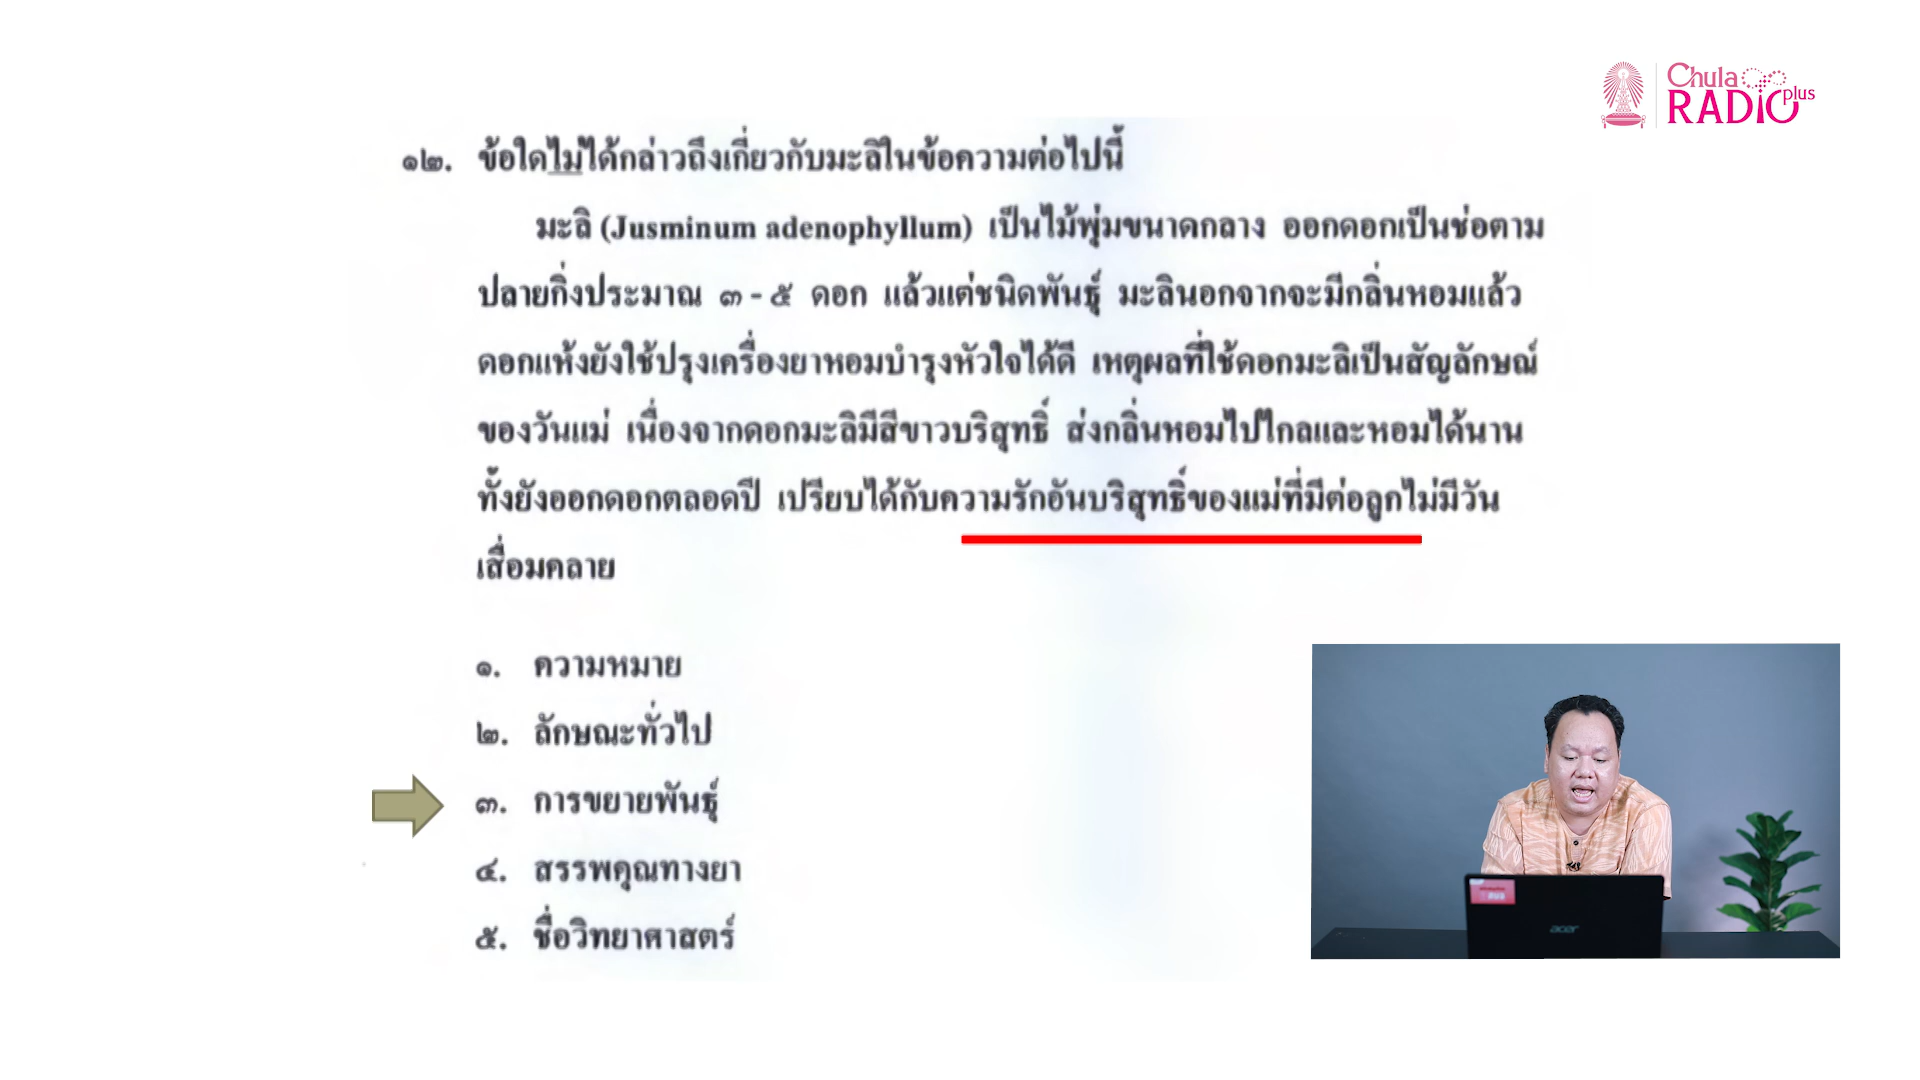 Chula
RADIO plus
๑๒. ข้อใดไม่ได้กล่าวถึงเกี่ยวกับมะลิในข้อความต่อไปนี้
มะลิ (Jusminum adenophyllum) เป็นไม้พุ่มขนาดกลาง ออกดอกเป็นช่อตาม
ปลายกิ่งประมาณ ๓ - ๕ ดอก แล้วแต่ชนิดพันธุ์ มะลินอกจากจะมีกลิ่นหอมแล้ว
ดอกแห้งยังใช้ปรุงเครื่องยาหอมบำรุงหัวใจได้ดี เหตุผลที่ใช้ดอกมะลิเป็นสัญลักษณ์
ของวันแม่ เนื่องจากดอกมะลิมีสีขาวบริสุทธิ์ ส่งกลิ่นหอมไปไกลและหอมได้นาน
ทั้งยังออกดอกตลอดปี เปรียบได้กับความรักอันบริสุทธิ์ของแม่ที่มีต่อลูกไม่มีวัน
เสื่อมคลาย
๑. ความหมาย
๒. ลักษณะทั่วไป
๓. การขยายพันธุ์
๔. สรรพคุณทางยา
๕. ชื่อวิทยาศาสตร์
acer